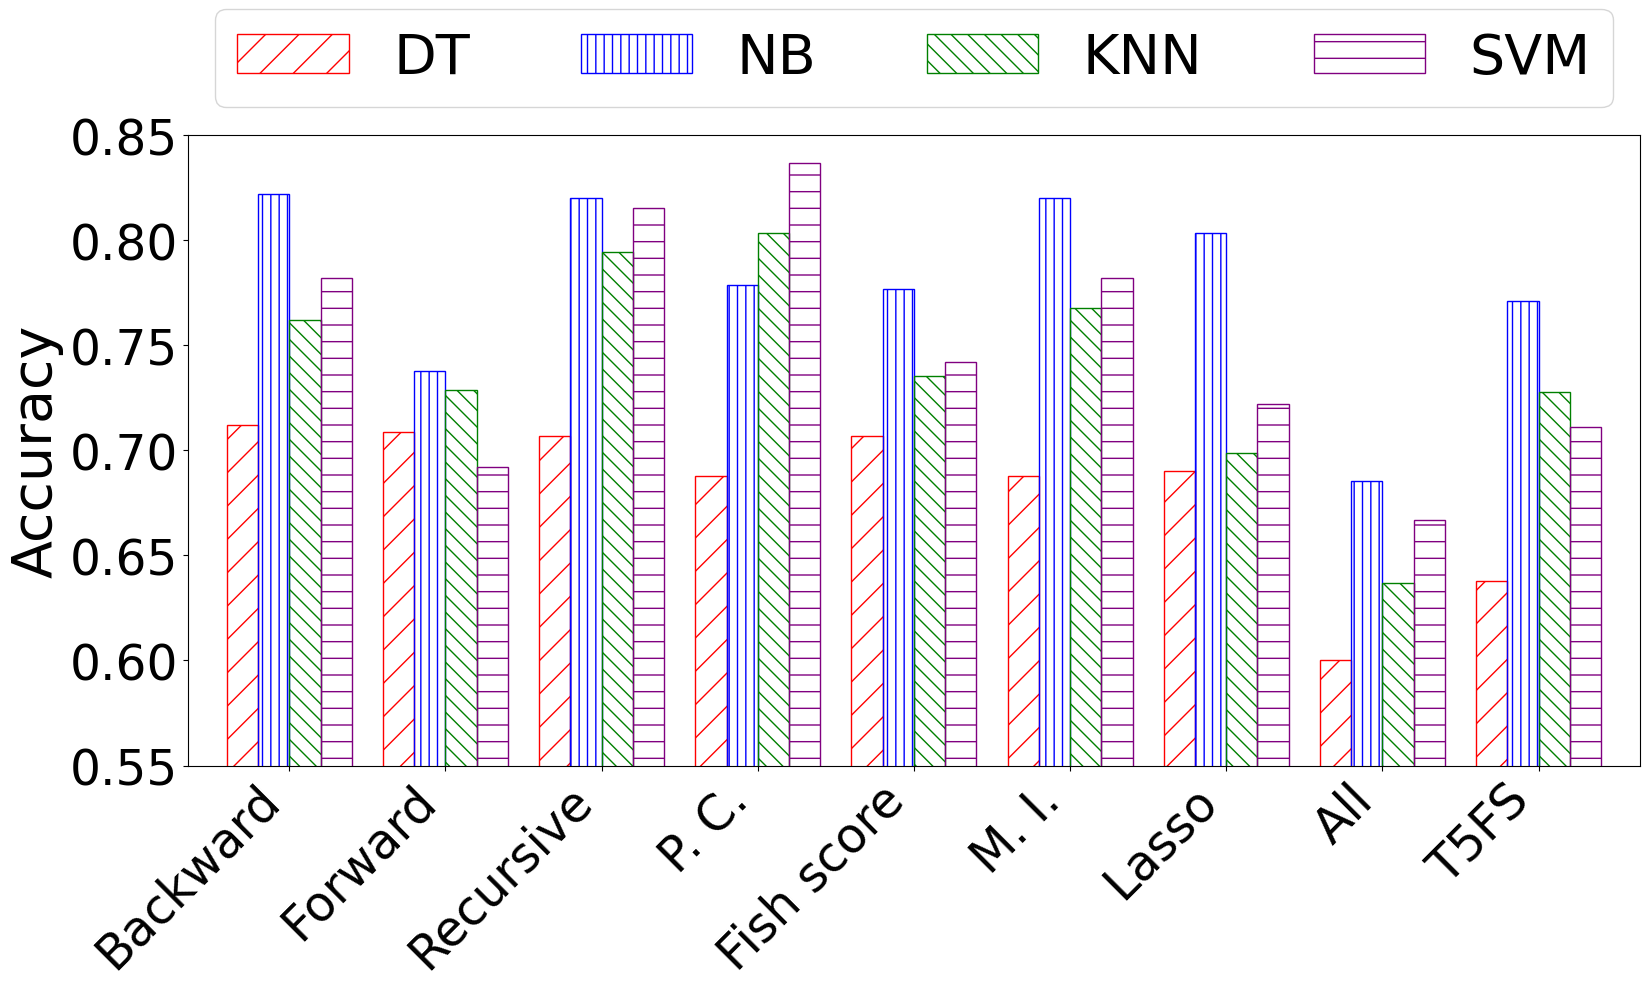 DT NB KNN SVM
Accuracy
0.85
0.80
0.75
0.70
0.65
0.60
0.55
Backward
Forward
Recursive
P. C.
Fish score
M. I.
Lasso
All
T5FS